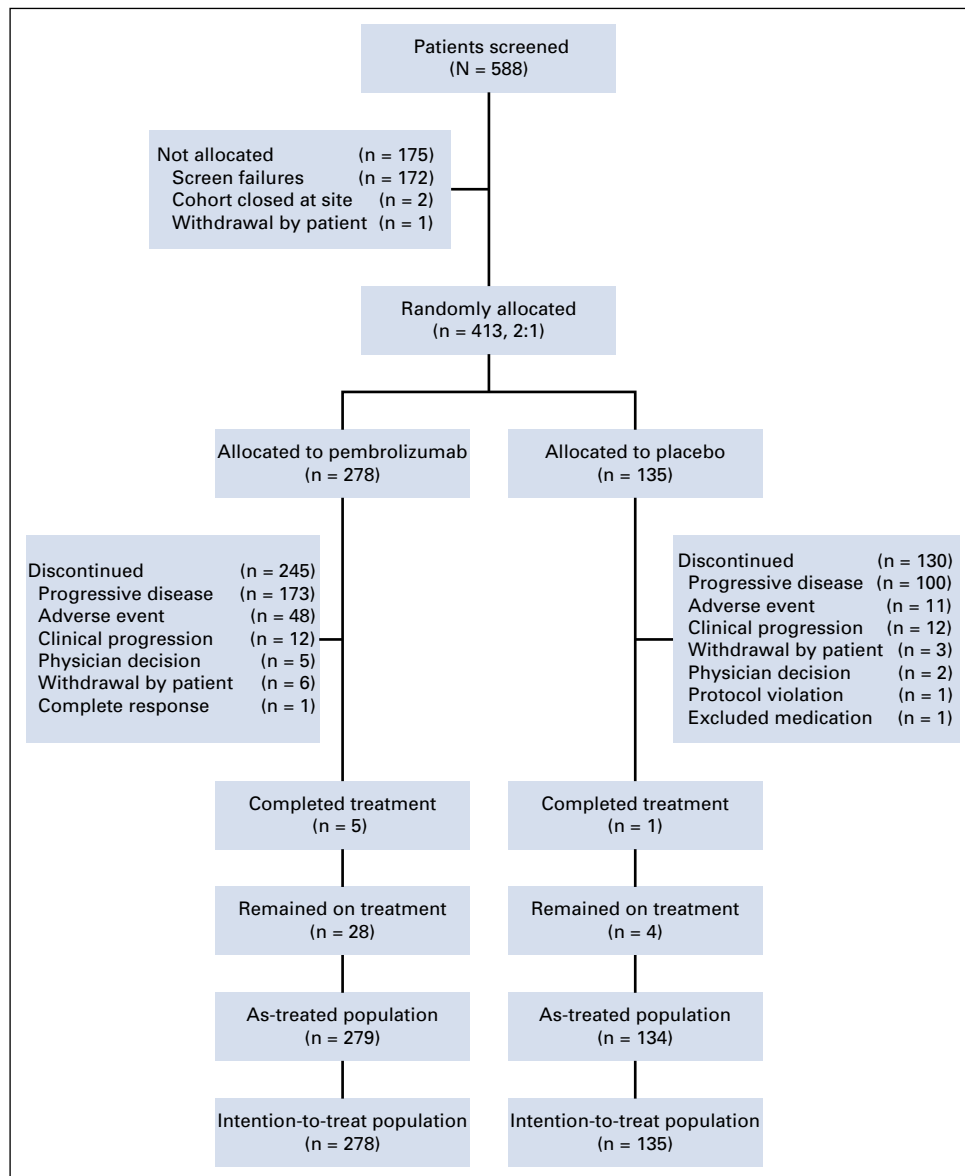 Patients screened
(N = 588)
Not allocated (n = 175)
Screen failures (n = 172)
Cohort closed at site (n = 2)
Withdrawal by patient (n = 1)
Randomly allocated
(n = 413, 2:1)
Allocated to pembrolizumab
(n = 278)
Allocated to placebo
(n = 135)
Discontinued (n = 245)
Progressive disease (n = 173)
Adverse event (n = 48)
Clinical progression (n = 12)
Physician decision (n = 5)
Withdrawal by patient (n = 6)
Complete response (n = 1)
Discontinued (n = 130)
Progressive disease (n = 100)
Adverse event (n = 11)
Clinical progression (n = 12)
Withdrawal by patient (n = 3)
Physician decision (n = 2)
Protocol violation (n = 1)
Excluded medication (n = 1)
Completed treatment
(n = 5)
Completed treatment
(n = 1)
Remained on treatment
(n = 28)
Remained on treatment
(n = 4)
As-treated population
(n = 279)
As-treated population
(n = 134)
Intention-to-treat population
(n = 278)
Intention-to-treat population
(n = 135)